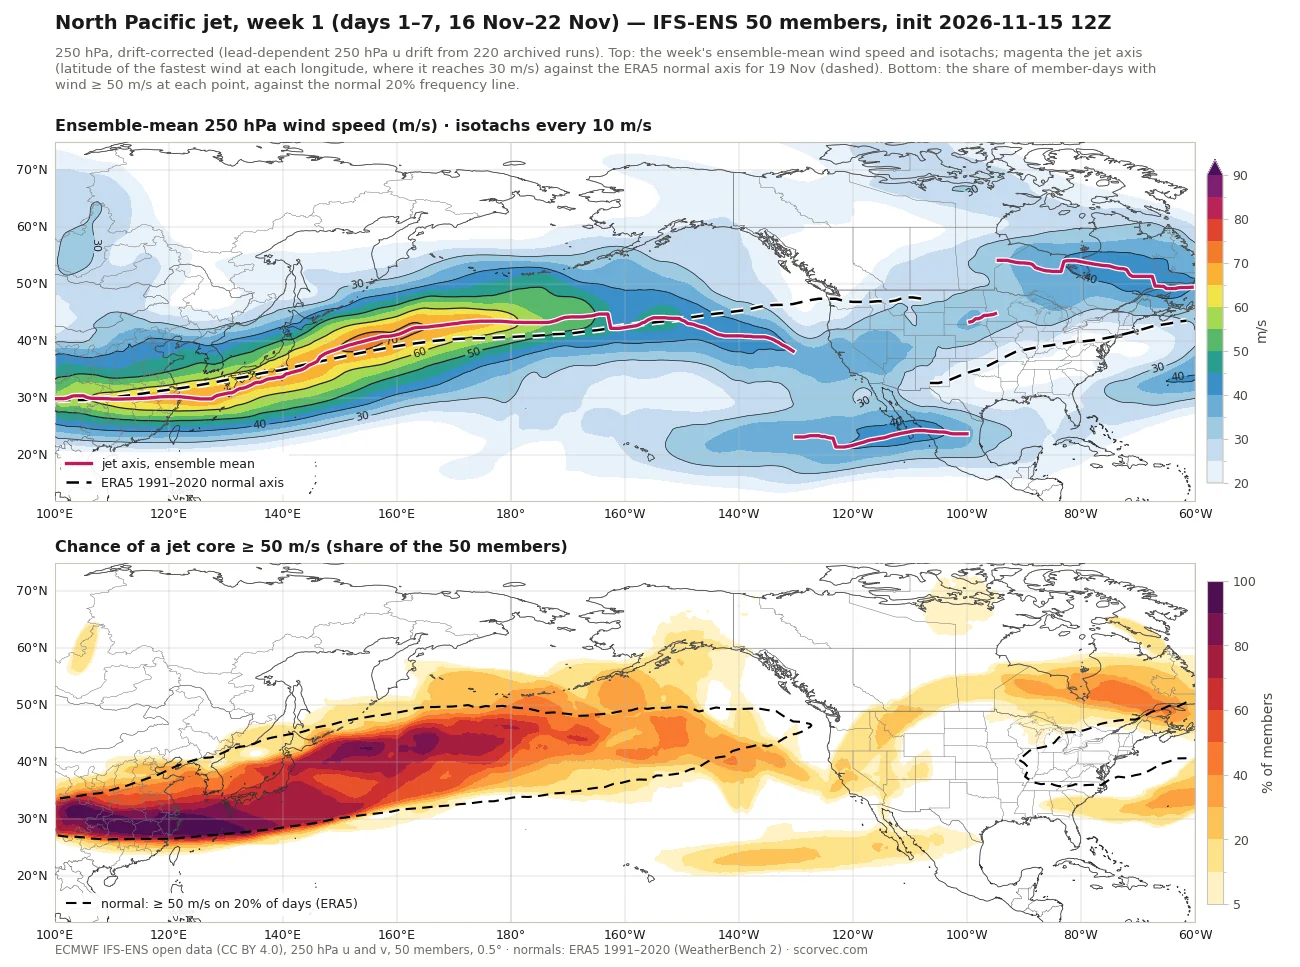 North Pacific jet, week 1 (days 1–7, 16 Nov–22 Nov) — IFS-ENS 50 members, init 2026-11-15 12Z
250 hPa, drift-corrected (lead-dependent 250 hPa u drift from 220 archived runs). Top: the week's ensemble-mean wind speed and isotachs; magenta the jet axis
(latitude of the fastest wind at each longitude, where it reaches 30 m/s) against the ERA5 normal axis for 19 Nov (dashed). Bottom: the share of member-days with
wind ≥ 50 m/s at each point, against the normal 20% frequency line.
Ensemble-mean 250 hPa wind speed (m/s) · isotachs every 10 m/s
70°N
60°N
50°N
40°N
30°N
20°N
30
30
30
40
70
60
50
40
30
30
40
30
40
jet axis, ensemble mean
ERA5 1991–2020 normal axis
100°E
120°E
140°E
160°E
180°
160°W
140°W
120°W
100°W
80°W
60°W
90
80
70
60
50
40
30
20
m/s
Chance of a jet core ≥ 50 m/s (share of the 50 members)
70°N
60°N
50°N
40°N
30°N
20°N
normal: ≥ 50 m/s on 20% of days (ERA5)
100°E
120°E
140°E
160°E
180°
160°W
140°W
120°W
100°W
80°W
60°W
100
80
60
40
20
5
% of members
ECMWF IFS-ENS open data (CC BY 4.0), 250 hPa u and v, 50 members, 0.5° · normals: ERA5 1991–2020 (WeatherBench 2) · scorvec.com